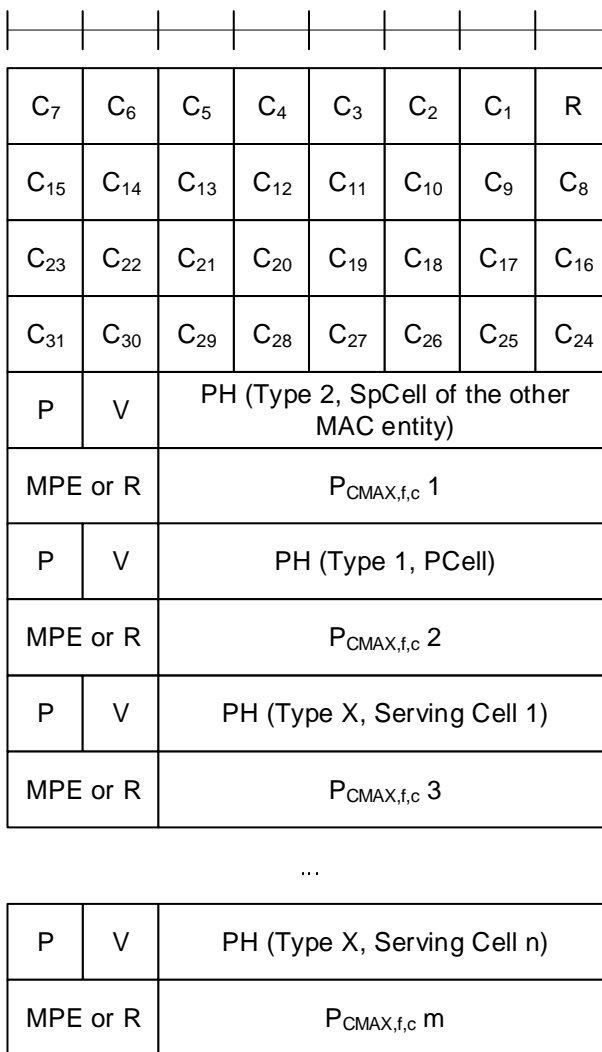 C7 C6 C5 C4 C3 C2 C1 R
C15 C14 C13 C12 C11 C10 C9 C8
C23 C22 C21 C20 C19 C18 C17 C16
C31 C30 C29 C28 C27 C26 C25 C24
P V PH (Type 2, SpCell of the other
MAC entity)
MPE or R PCMAX,f,c 1
P V PH (Type 1, PCell)
MPE or R PCMAX,f,c 2
P V PH (Type X, Serving Cell 1)
MPE or R PCMAX,f,c 3
...
P V PH (Type X, Serving Cell n)
MPE or R PCMAX,f,c m